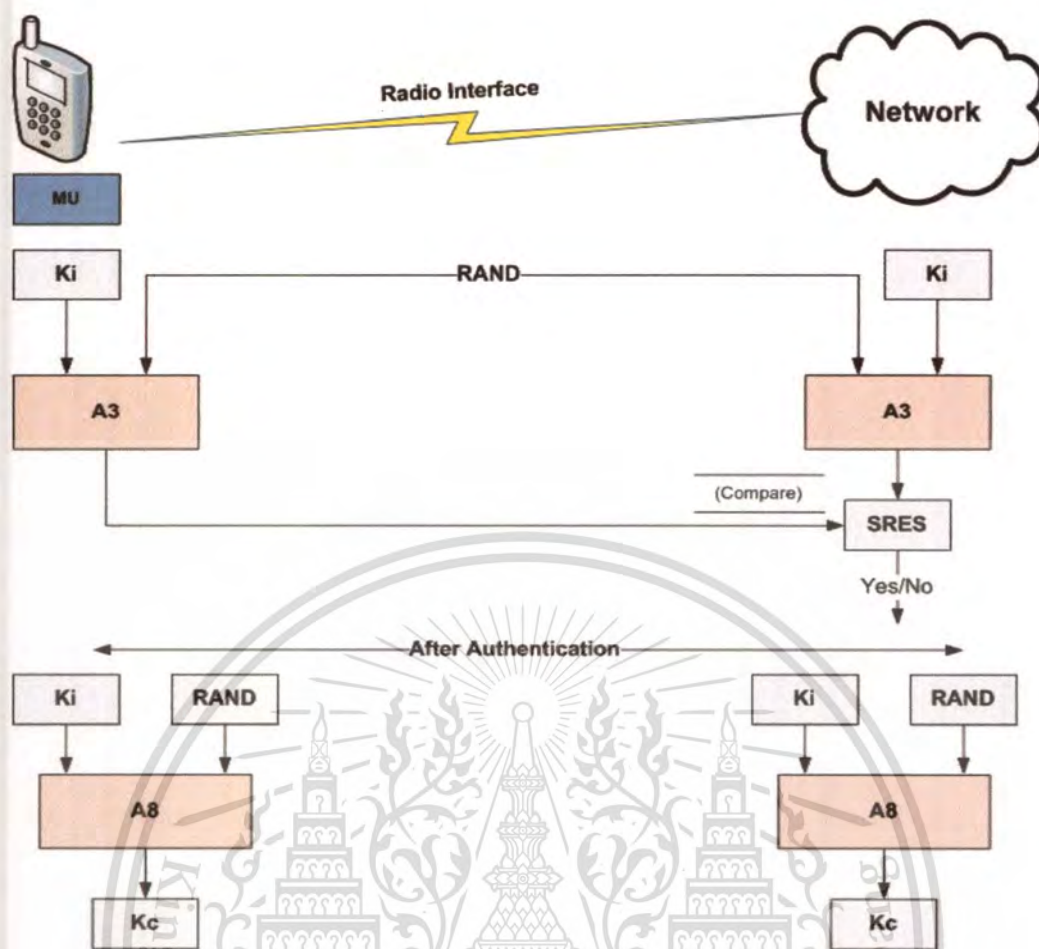 Radio Interface
Network
MU
Ki
RAND
Ki
A3
A3
(Compare)
SRES
Yes/No
After Authentication
Ki
RAND
Ki
RAND
A8
A8
Kc
Kc